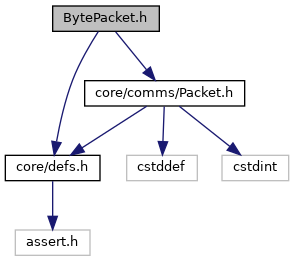 BytePacket.h
core/comms/Packet.h
core/defs.h
cstddef
cstdint
assert.h